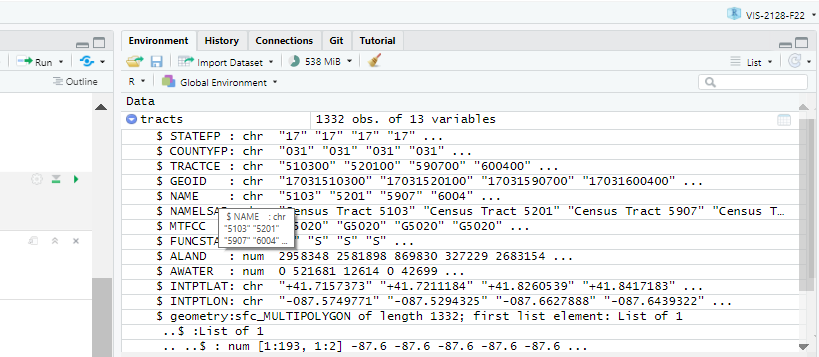 VIS-2128-F22
Environment History Connections Git Tutorial
Run
Import Dataset 538 MiB List
Outline
R Global Environment
Data
tracts 1332 obs. of 13 variables
$ STATEFP : chr "17" "17" "17" "17" ...
$ COUNTYFP: chr "031" "031" "031" "031" ...
$ TRACTCE : chr "510300" "520100" "590700" "600400" ...
$ GEOID : chr "17031510300" "17031520100" "17031590700" "17031600400" ...
$ NAME : chr "5103" "5201" "5907" "6004" ...
$ NAMELSA "Census Tract 5103" "Census Tract 5201" "Census Tract 5907" "Census T...
$ NAME : chr
"5103" "5201"
"5907" "6004" ...
$ MTFCC "G5020" "G5020" "G5020" ...
$ FUNCSTA "S" "S" "S" ...
$ ALAND : num 2958348 2581898 869830 327229 2683154 ...
$ AWATER : num 0 521681 12614 0 42699 ...
$ INTPTLAT: chr "+41.7157373" "+41.7211184" "+41.8260539" "+41.8417183" ...
$ INTPTLON: chr "-087.5749771" "-087.5294325" "-087.6627888" "-087.6439322" ...
$ geometry:sfc_MULTIPOLYGON of length 1332; first list element: List of 1
..$ :List of 1
.. ..$ : num [1:193, 1:2] -87.6 -87.6 -87.6 -87.6 -87.6 ...